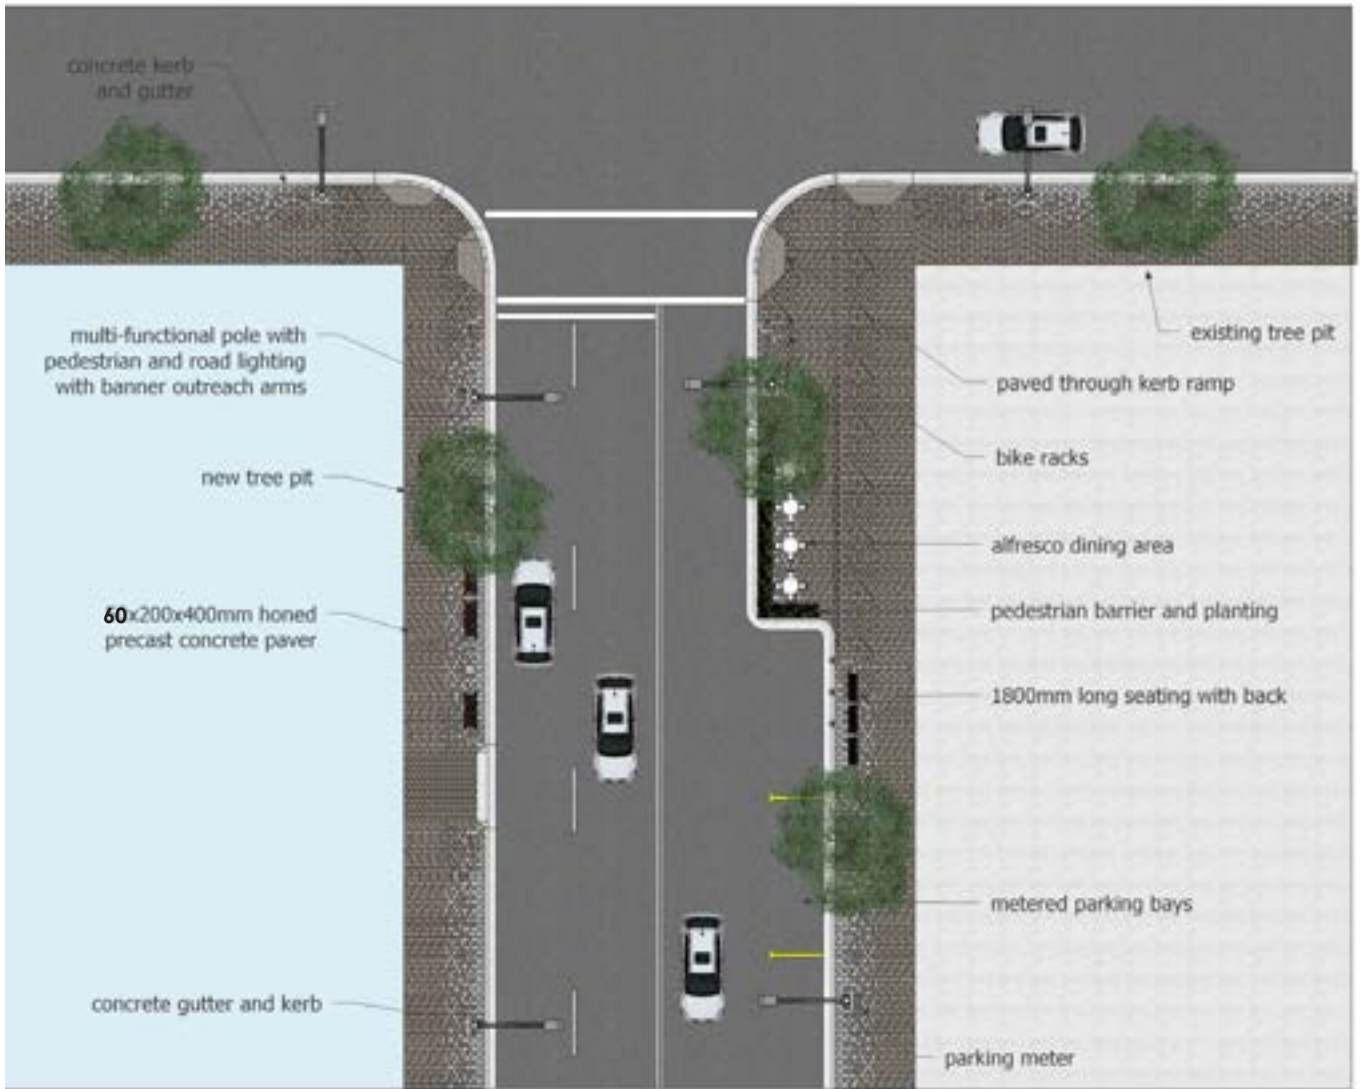 concrete kerb
and gutter
multi-functional pole with
pedestrian and road lighting
with banner outreach arms
new tree pit
60x200x400mm honed
precast concrete paver
concrete gutter and kerb
existing tree pit
paved through kerb ramp
bike racks
alfresco dining area
pedestrian barrier and planting
1800mm long seating with back
metered parking bays
parking meter